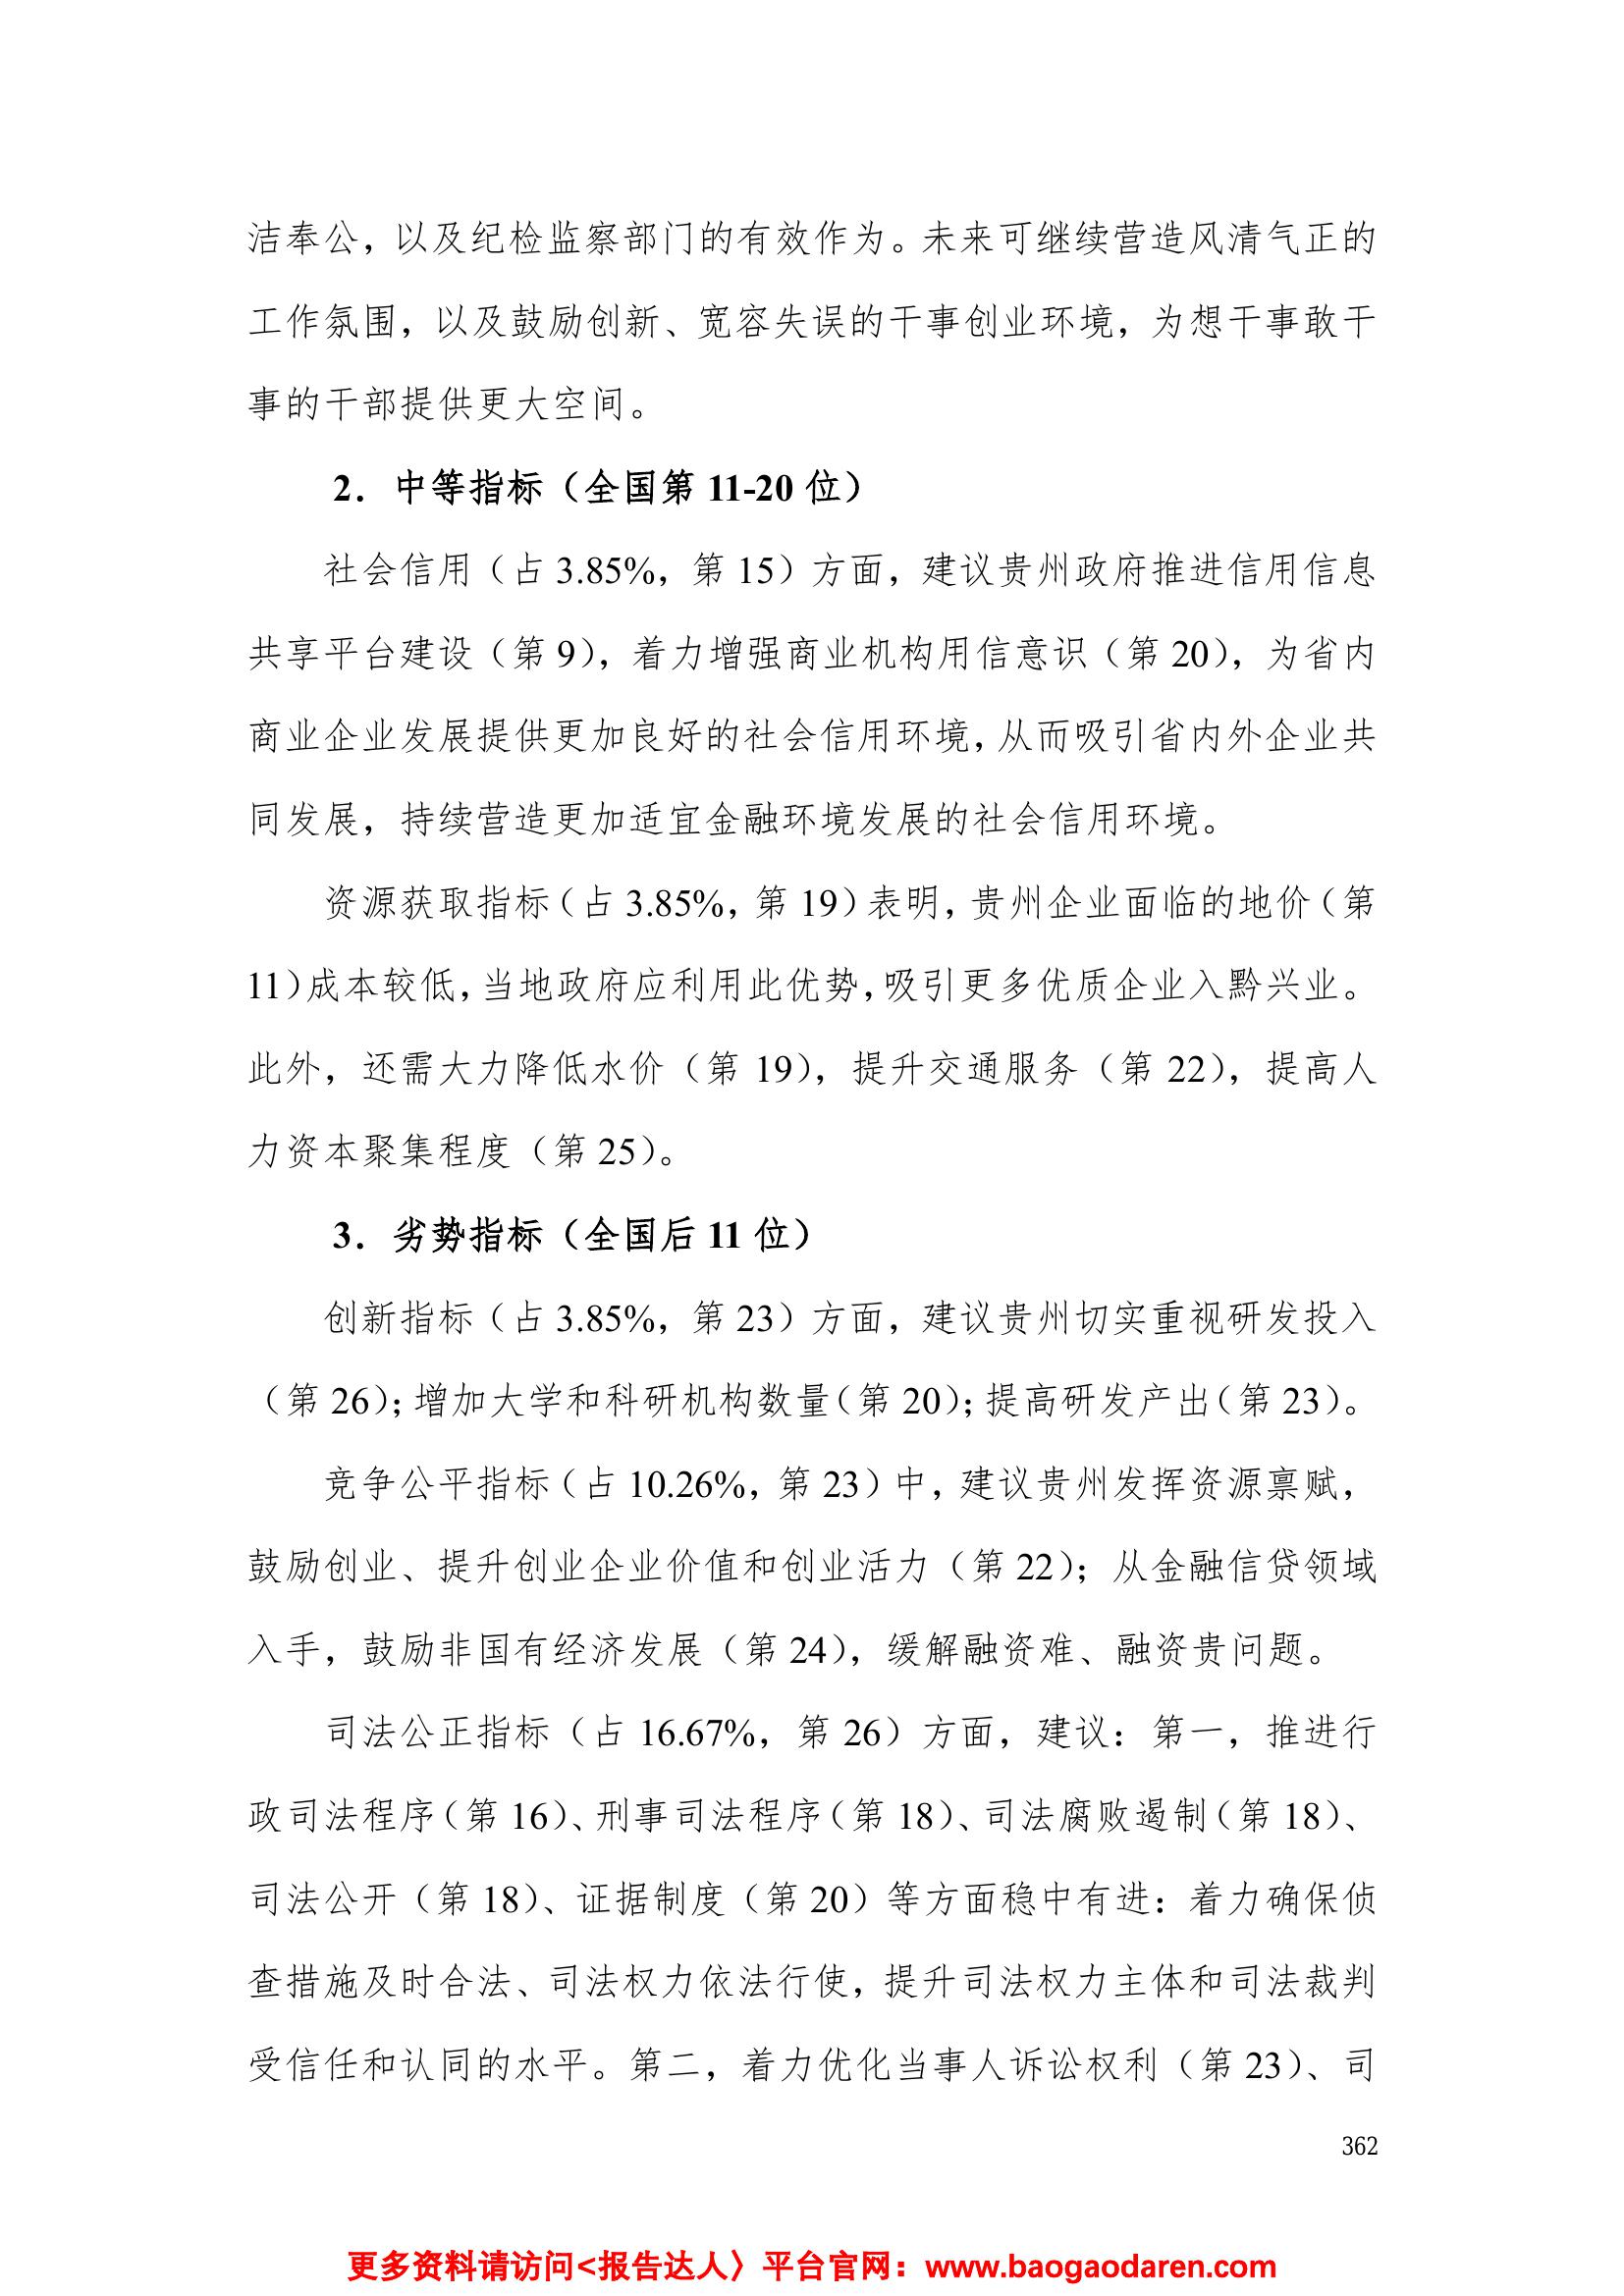 洁奉公，以及纪检监察部门的有效作为。未来可继续营造风清气正的
工作氛围，以及鼓励创新、宽容失误的干事创业环境，为想干事敢干
事的干部提供更大空间。
2．中等指标（全国第 11-20 位）
社会信用（占 3.85%，第 15）方面，建议贵州政府推进信用信息
共享平台建设（第 9），着力增强商业机构用信意识（第 20），为省内
商业企业发展提供更加良好的社会信用环境，从而吸引省内外企业共
同发展，持续营造更加适宜金融环境发展的社会信用环境。
资源获取指标（占 3.85%，第 19）表明，贵州企业面临的地价（第
11）成本较低，当地政府应利用此优势，吸引更多优质企业入黔兴业。
此外，还需大力降低水价（第 19），提升交通服务（第 22），提高人
力资本聚集程度（第 25）。
3．劣势指标（全国后 11 位）
创新指标（占 3.85%，第 23）方面，建议贵州切实重视研发投入
（第 26）；增加大学和科研机构数量（第 20）；提高研发产出（第 23）。
竞争公平指标（占 10.26%，第 23）中，建议贵州发挥资源禀赋，
鼓励创业、提升创业企业价值和创业活力（第 22）；从金融信贷领域
入手，鼓励非国有经济发展（第 24），缓解融资难、融资贵问题。
司法公正指标（占 16.67%，第 26）方面，建议：第一，推进行
政司法程序（第 16）、刑事司法程序（第 18）、司法腐败遏制（第 18）、
司法公开（第 18）、证据制度（第 20）等方面稳中有进：着力确保侦
查措施及时合法、司法权力依法行使，提升司法权力主体和司法裁判
受信任和认同的水平。第二，着力优化当事人诉讼权利（第 23）、司
362
更多资料请访问<报告达人〉平台官网：www.baogaodaren.com